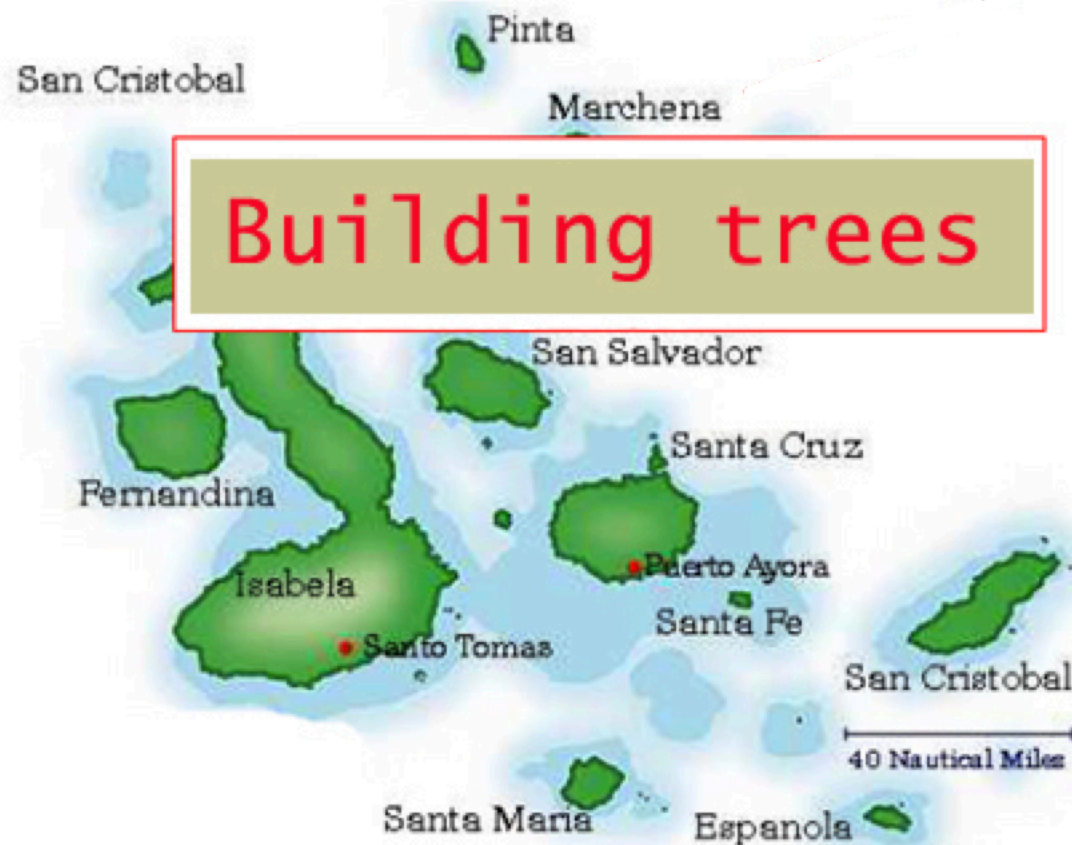 Pinta
San Cristobal
Marchena
Building trees
San Salvador
Santa Cruz
Fernandina
Puerto Ayora
Isabela
Santa Fe
Santo Tomas
San Cristobal
40 Nautical Miles
Santa Maria
Espanola